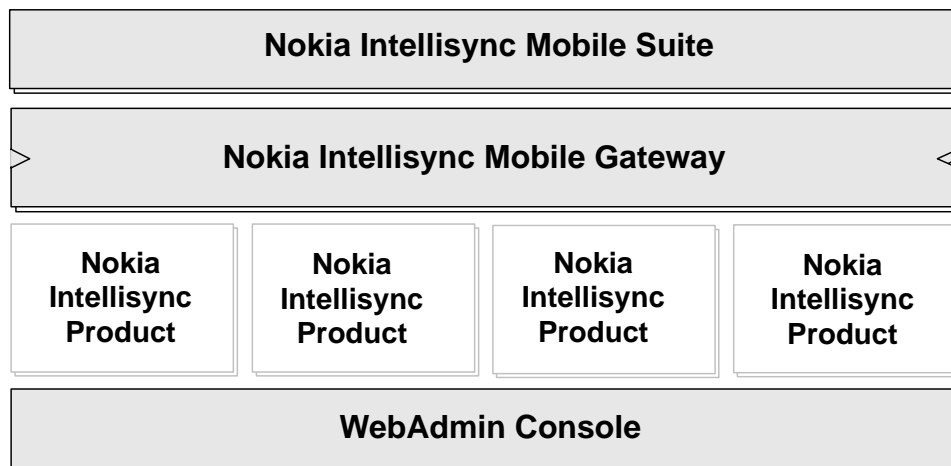 Nokia Intellisync Mobile Suite
Nokia Intellisync Mobile Gateway
Nokia
Intellisync
Product
Nokia
Intellisync
Product
Nokia
Intellisync
Product
Nokia
Intellisync
Product
WebAdmin Console